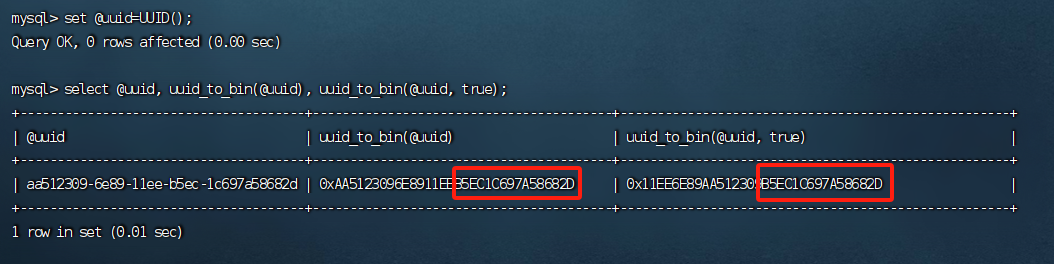 mysql> set @uuid=UUID();
Query OK, 0 rows affected (0.00 sec)
mysql> select @uuid, uuid_to_bin(@uuid), uuid_to_bin(@uuid, true);
+--------------------------------------+----------------------------------------+----------------------------------------------------+
| @uuid | uuid_to_bin(@uuid) | uuid_to_bin(@uuid, true) |
+--------------------------------------+----------------------------------------+----------------------------------------------------+
| aa512309-6e89-11ee-b5ec-1c697a58682d | 0xAA5123096E8911EEB5EC1C697A58682D | 0x11EE6E89AA512309B5EC1C697A58682D |
+--------------------------------------+----------------------------------------+----------------------------------------------------+
1 row in set (0.01 sec)